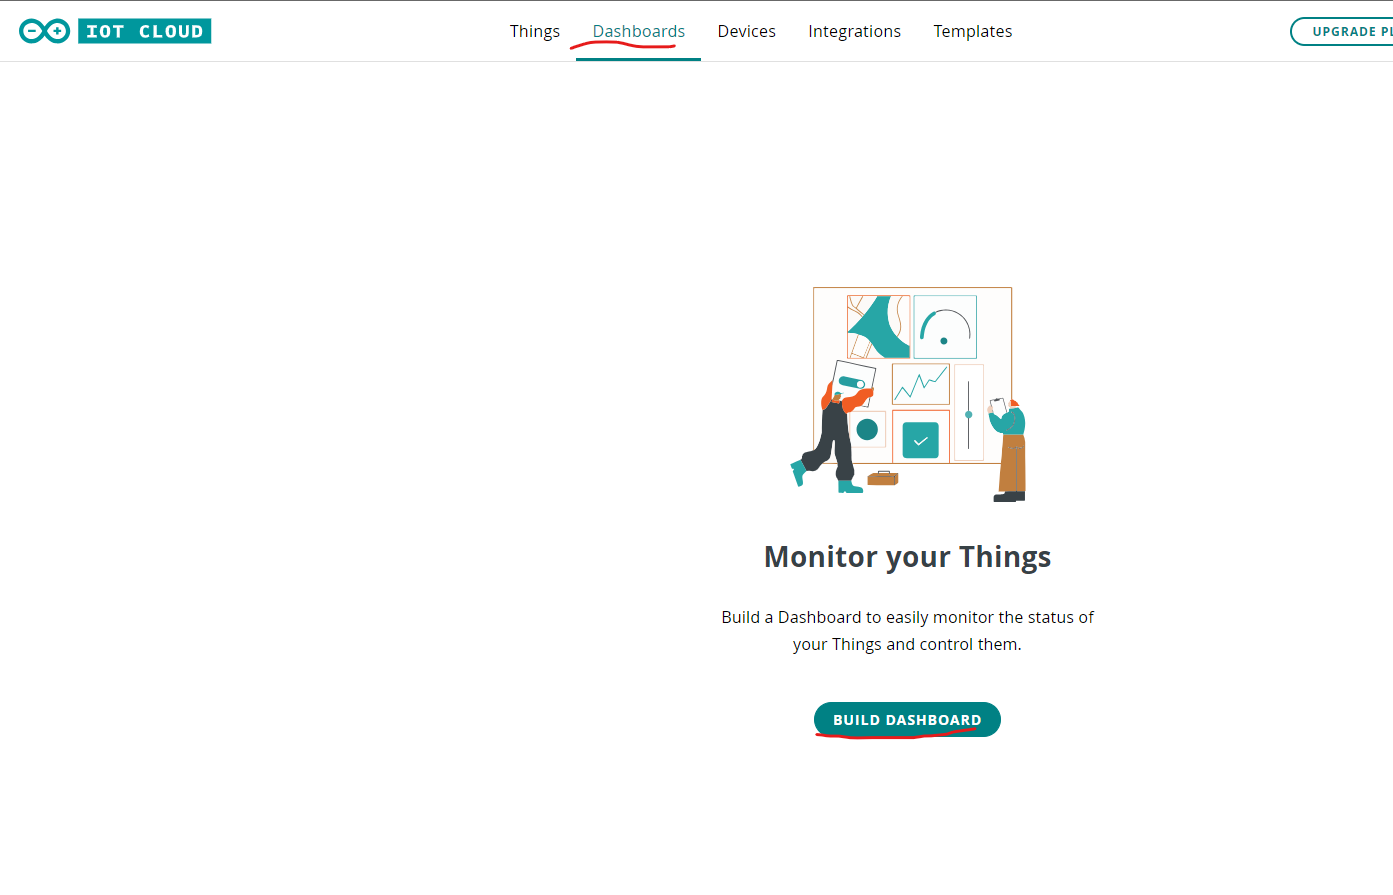 IOT CLOUD
Things Dashboards Devices Integrations Templates
UPGRADE PL
Monitor your Things
Build a Dashboard to easily monitor the status of
your Things and control them.
BUILD DASHBOARD